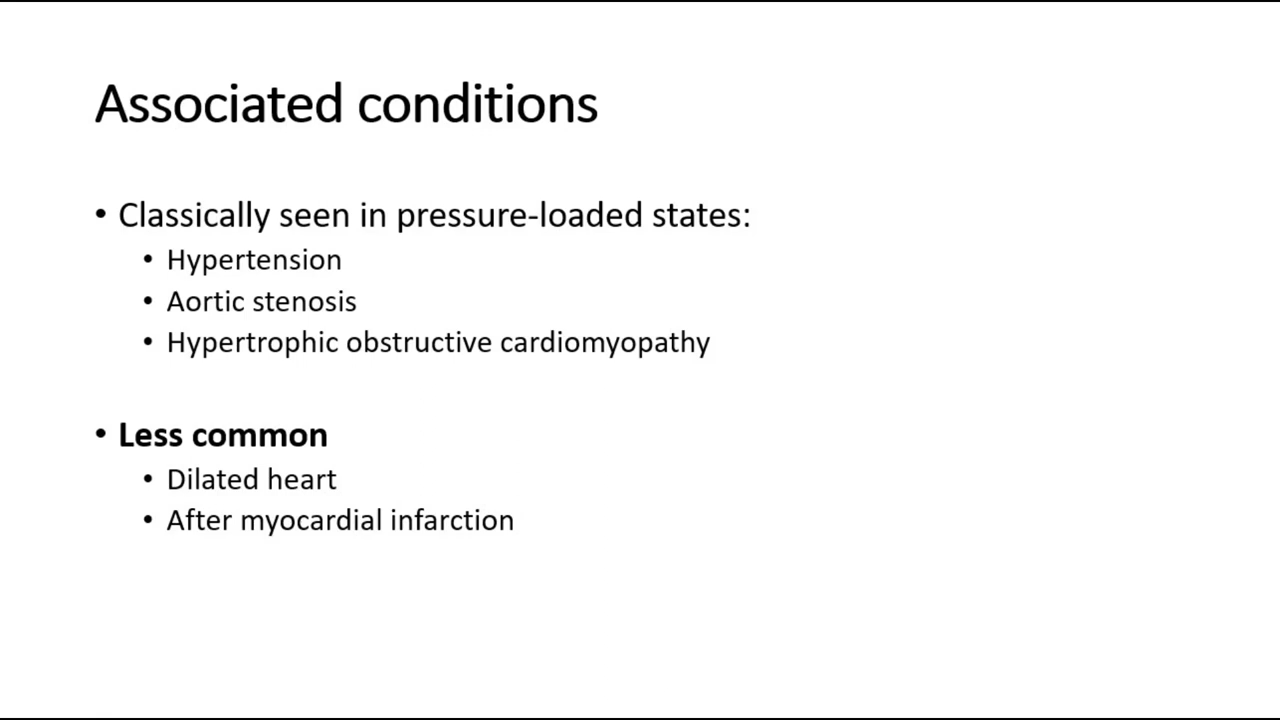 Associated conditions
• Classically seen in pressure-loaded states:
• Hypertension
• Aortic stenosis
• Hypertrophic obstructive cardiomyopathy
• Less common
• Dilated heart
• After myocardial infarction